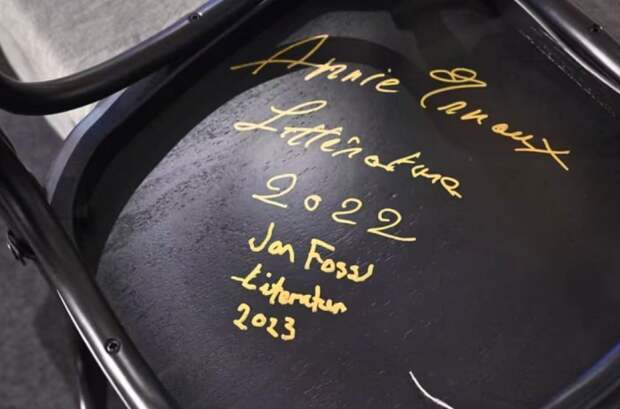 Annie Ernaux
Littérature
2022
Jon Fosse
Litteratur
2023